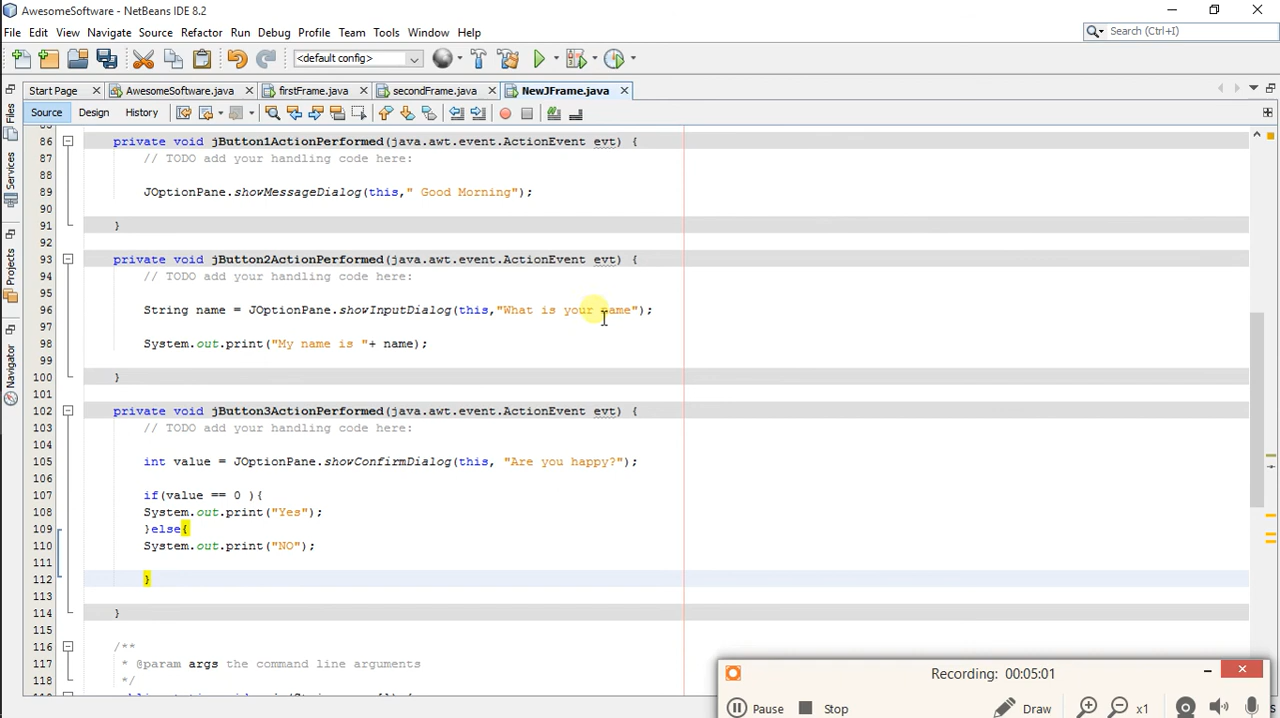 AwesomeSoftware - NetBeans IDE 8.2
File Edit View Navigate Source Refactor Run Debug Profile Team Tools Window Help
Search (Ctrl+I)
<default config>
Start Page AwesomeSoftware.java firstFrame.java secondFrame.java NewJFrame.java
Source Design History
Files
Services
Projects
Navigator
86 private void jButton1ActionPerformed(java.awt.event.ActionEvent evt) {
87 // TODO add your handling code here:
88
89 JOptionPane.showMessageDialog(this," Good Morning");
90
91 }
92
93 private void jButton2ActionPerformed(java.awt.event.ActionEvent evt) {
94 // TODO add your handling code here:
95
96 String name = JOptionPane.showInputDialog(this,"What is your name");
97
98 System.out.print("My name is "+ name);
99
100 }
101
102 private void jButton3ActionPerformed(java.awt.event.ActionEvent evt) {
103 // TODO add your handling code here:
104
105 int value = JOptionPane.showConfirmDialog(this, "Are you happy?");
106
107 if(value == 0 ){
108 System.out.print("Yes");
109 }else{
110 System.out.print("NO");
111
112 }
113
114 }
115
116 /**
117 * @param args the command line arguments
118 */
Recording: 00:05:01
Pause Stop Draw x1